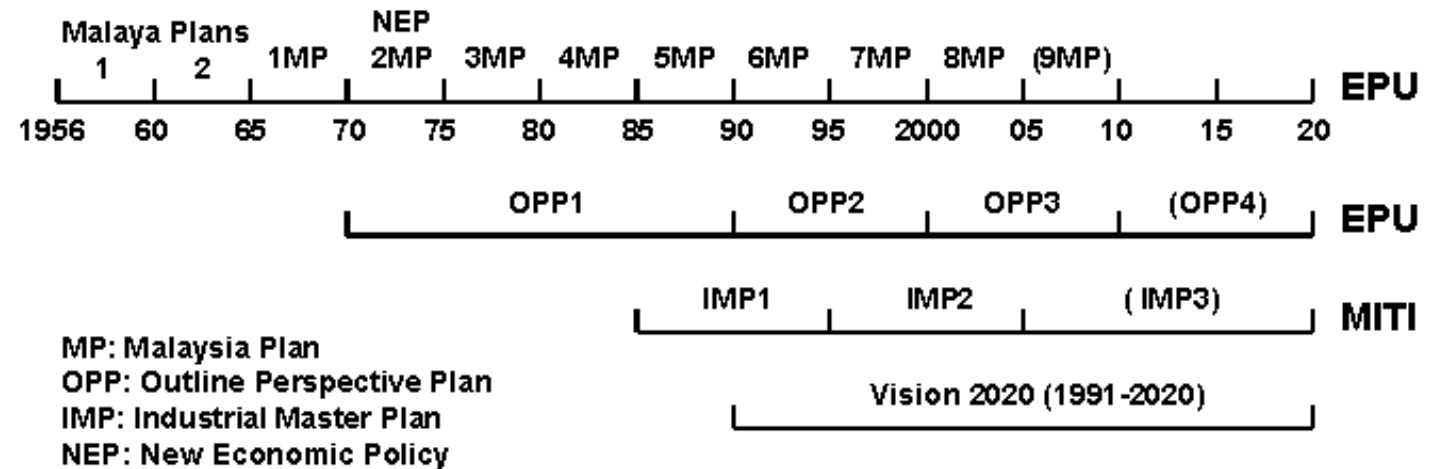 NEP
Malaya Plans
1 2 1MP 2MP 3MP 4MP 5MP 6MP 7MP 8MP (9MP)
EPU
1956 60 65 70 75 80 85 90 95 2000 05 10 15 20
OPP1 OPP2 OPP3 (OPP4) EPU
IMP1 IMP2 ( IMP3) MITI
MP: Malaysia Plan
OPP: Outline Perspective Plan
Vision 2020 (1991-2020)
IMP: Industrial Master Plan
NEP: New Economic Policy